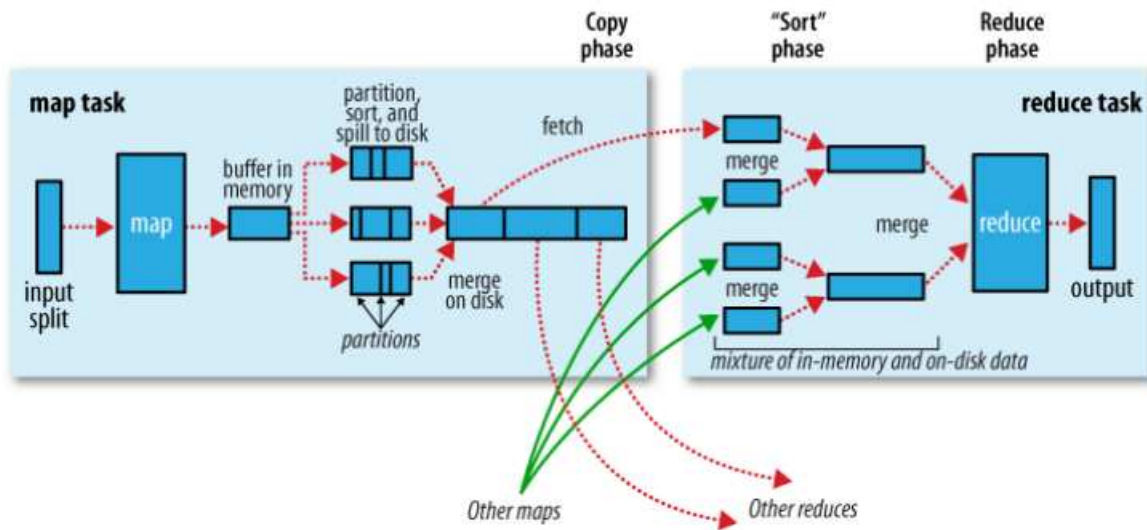 Copy
phase
“Sort”
phase
Reduce
phase
map task
partition,
sort, and
spill to disk
fetch
reduce task
buffer in
memory
map
merge
merge
reduce
input
split
merge
on disk
merge
output
partitions
mixture of in-memory and on-disk data
Other maps
Other reduces